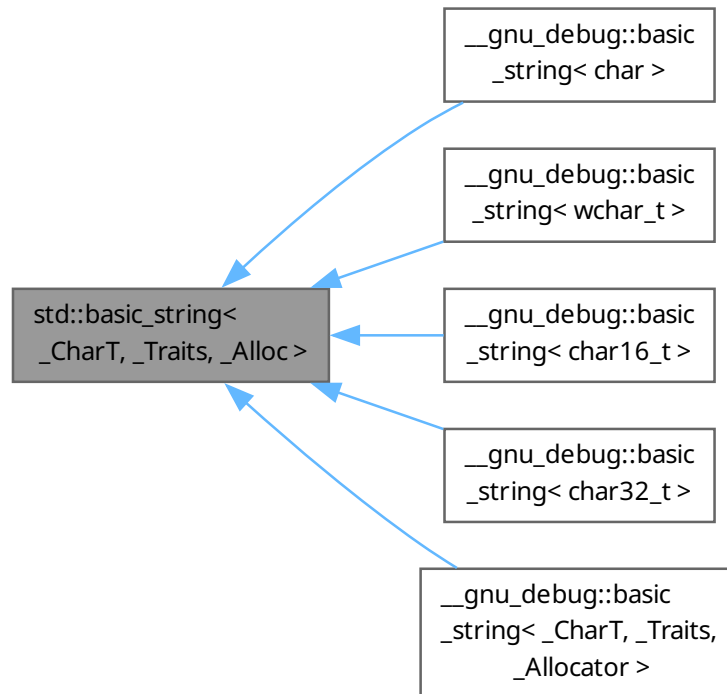 __gnu_debug::basic
_string< char >
__gnu_debug::basic
_string< wchar_t >
std::basic_string<
_CharT, _Traits, _Alloc >
__gnu_debug::basic
_string< char16_t >
__gnu_debug::basic
_string< char32_t >
__gnu_debug::basic
_string< _CharT, _Traits,
_Allocator >